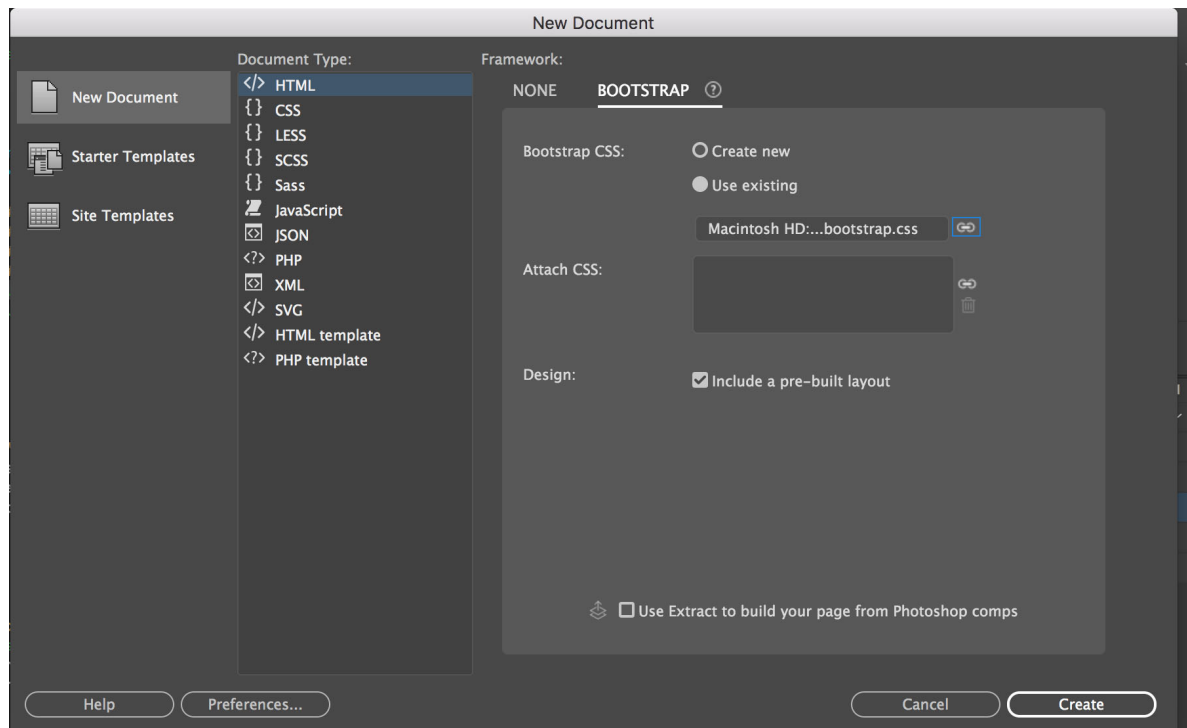 New Document
New Document
Starter Templates
Site Templates
Document Type:
HTML
CSS
LESS
SCSS
Sass
JavaScript
JSON
PHP
XML
SVG
HTML template
PHP template
Framework:
NONE BOOTSTRAP ?
Bootstrap CSS: Create new
Use existing
Macintosh HD:...bootstrap.css
Attach CSS:
Design: Include a pre-built layout
Use Extract to build your page from Photoshop comps
Help Preferences... Cancel Create